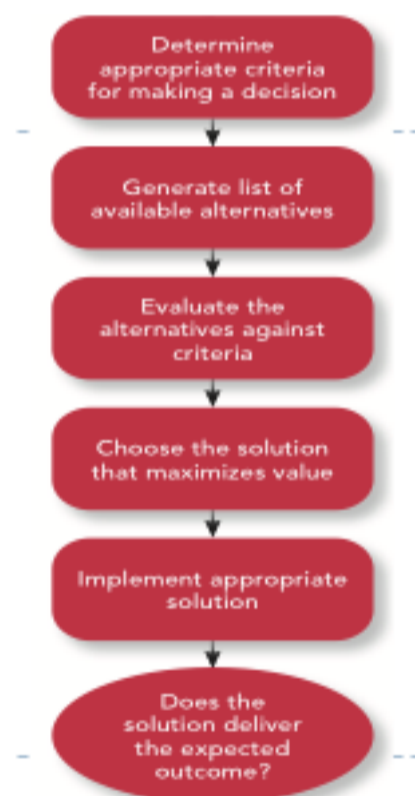 Determine
appropriate criteria
for making a decision
Generate list of
available alternatives
Evaluate the
alternatives against
criteria
Choose the solution
that maximizes value
Implement appropriate
solution
Does the
solution deliver
the expected
outcome?